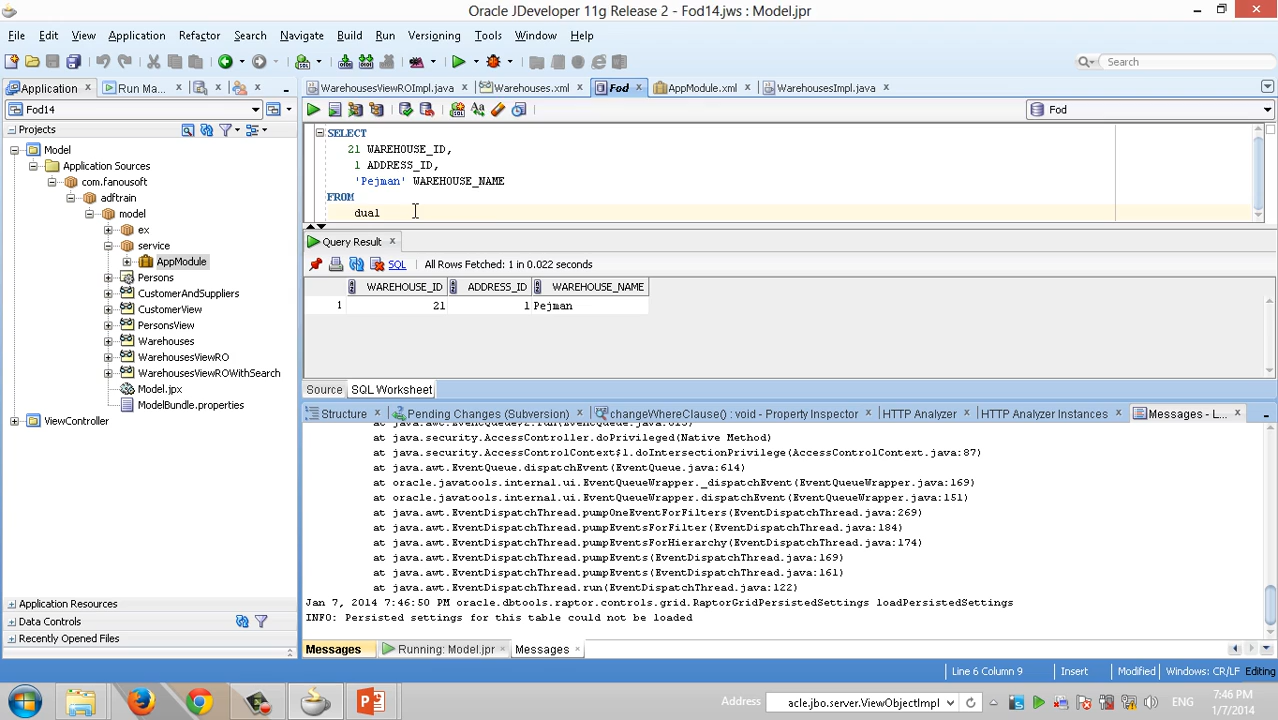 Oracle JDeveloper 11g Release 2 - Fod14.jws : Model.jpr
File Edit View Application Refactor Search Navigate Build Run Versioning Tools Window Help
Search
Application Run Ma...
WarehousesViewROImpl.java Warehouses.xml Fod AppModule.xml WarehousesImpl.java
Fod14
Fod
Projects
Model
Application Sources
com.fanousoft
adftrain
model
ex
service
AppModule
Persons
CustomerAndSuppliers
CustomerView
PersonsView
Warehouses
WarehousesViewRO
WarehousesViewROWithSearch
Model.jpx
ModelBundle.properties
ViewController
Application Resources
Data Controls
Recently Opened Files
SELECT
21 WAREHOUSE_ID,
1 ADDRESS_ID,
'Pejman' WAREHOUSE_NAME
FROM
dual
Query Result
SQL All Rows Fetched: 1 in 0.022 seconds
WAREHOUSE_ID ADDRESS_ID WAREHOUSE_NAME
1 21 1 Pejman
Source SQL Worksheet
Structure Pending Changes (Subversion) changeWhereClause() : void - Property Inspector HTTP Analyzer HTTP Analyzer Instances Messages - L...
at java.security.AccessController.doPrivileged(Native Method)
at java.security.AccessControlContext$1.doIntersectionPrivilege(AccessControlContext.java:87)
at java.awt.EventQueue.dispatchEvent(EventQueue.java:614)
at oracle.javatools.internal.ui.EventQueueWrapper._dispatchEvent(EventQueueWrapper.java:169)
at oracle.javatools.internal.ui.EventQueueWrapper.dispatchEvent(EventQueueWrapper.java:151)
at java.awt.EventDispatchThread.pumpOneEventForFilters(EventDispatchThread.java:269)
at java.awt.EventDispatchThread.pumpEventsForFilter(EventDispatchThread.java:184)
at java.awt.EventDispatchThread.pumpEventsForHierarchy(EventDispatchThread.java:174)
at java.awt.EventDispatchThread.pumpEvents(EventDispatchThread.java:169)
at java.awt.EventDispatchThread.pumpEvents(EventDispatchThread.java:161)
at java.awt.EventDispatchThread.run(EventDispatchThread.java:122)
Jan 7, 2014 7:46:50 PM oracle.dbtools.raptor.controls.grid.RaptorGridPersistedSettings loadPersistedSettings
INFO: Persisted settings for this table could not be loaded
Messages Running: Model.jpr Messages
Line 6 Column 9 Insert Modified Windows: CR/LF Editing
Address acle.jbo.server.ViewObjectImpl ENG 7:46 PM
1/7/2014